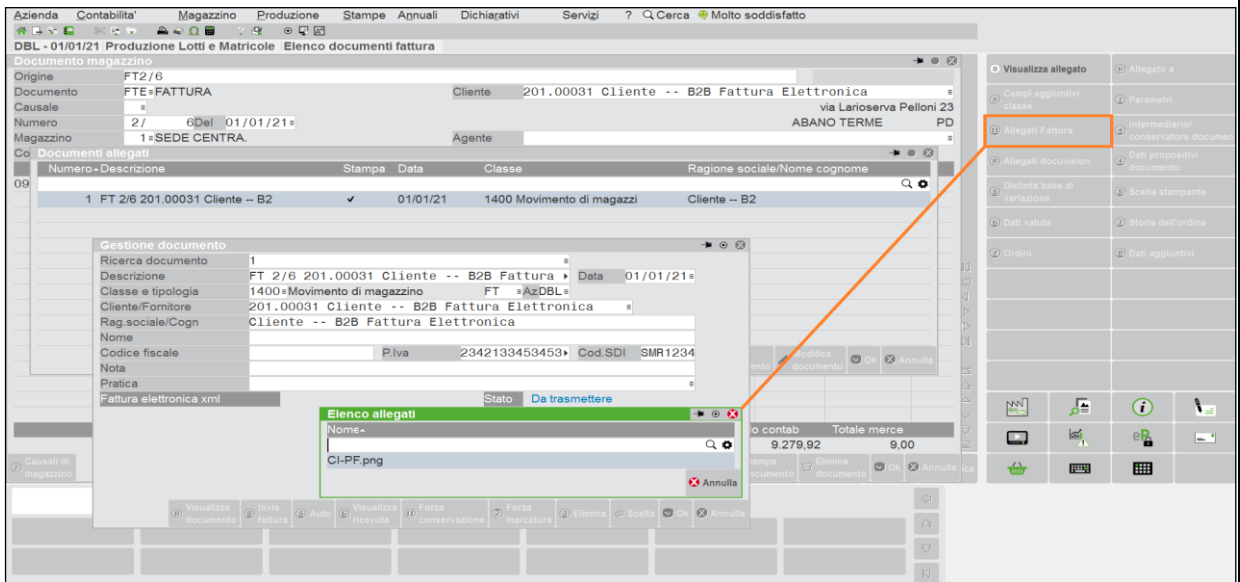 Azienda Contabilita' Magazzino Produzione Stampe Annuali Dichiarativi Servizi ? Cerca Molto soddisfatto
DBL - 01/01/21 Produzione Lotti e Matricole Elenco documenti fattura
Documento magazzino
Origine FT2/6
Documento FTE=FATTURA Cliente 201.00031 Cliente -- B2B Fattura Elettronica
Causale via Larioserva Pelloni 23
Numero 2/ 6Del 01/01/21 ABANO TERME PD
Magazzino 1=SEDE CENTRA. Agente
Co Documenti allegati
Numero Descrizione Stampa Data Classe Ragione sociale/Nome cognome
09
1 FT 2/6 201.00031 Cliente -- B2 ✔ 01/01/21 1400 Movimento di magazzi Cliente -- B2
Gestione documento
Ricerca documento 1
Descrizione FT 2/6 201.00031 Cliente -- B2B Fattura Data 01/01/21
Classe e tipologia 1400=Movimento di magazzino FT =AzDBL=
Cliente/Fornitore 201.00031 Cliente -- B2B Fattura Elettronica
Rag.sociale/Cogn Cliente -- B2B Fattura Elettronica
Nome
Codice fiscale P.Iva 2342133453453 Cod.SDI SMR1234
Nota
Pratica
Fattura elettronica xml Stato Da trasmettere
ento Modifica documento Ok Annulla
Elenco allegati
Nome
CI-PF.png
Annulla
o contab Totale merce
9.279,92 9,00
Causali di magazzino
tampa documento Elimina documento Ok Annulla ica
Visualizza documento Invia fattura Auto Visualizza ricevuta Forza conservazione Forza marcatura Elimina Scelta Ok Annulla
Visualizza allegato Allegato a
Campi aggiuntivi classe Parametri
Allegati Fattura Intermediario/ conservatore documen
Allegati docuvision Dati propositivi documento
Distinta base di variazione Scelta stampante
Dati valuta Storia dell'ordine
Ordini Dati aggiuntivi